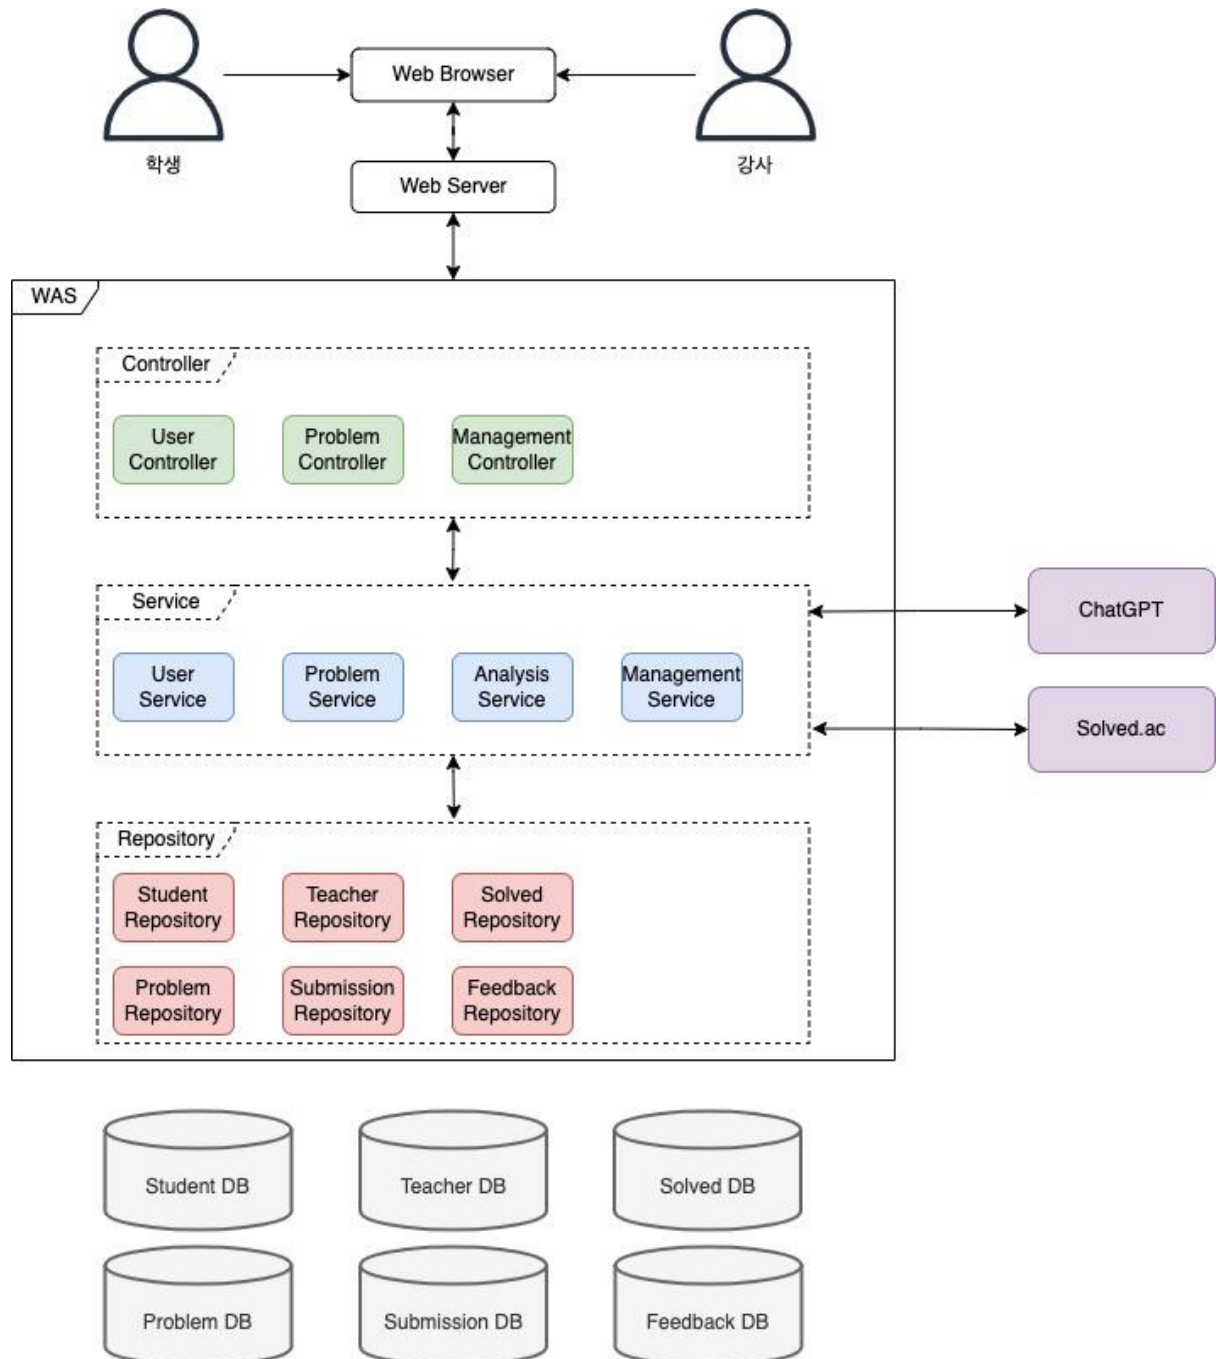 학생
Web Browser
강사
Web Server
WAS
Controller
User
Controller
Problem
Controller
Management
Controller
Service
User
Service
Problem
Service
Analysis
Service
Management
Service
ChatGPT
Solved.ac
Repository
Student
Repository
Teacher
Repository
Solved
Repository
Problem
Repository
Submission
Repository
Feedback
Repository
Student DB
Teacher DB
Solved DB
Problem DB
Submission DB
Feedback DB